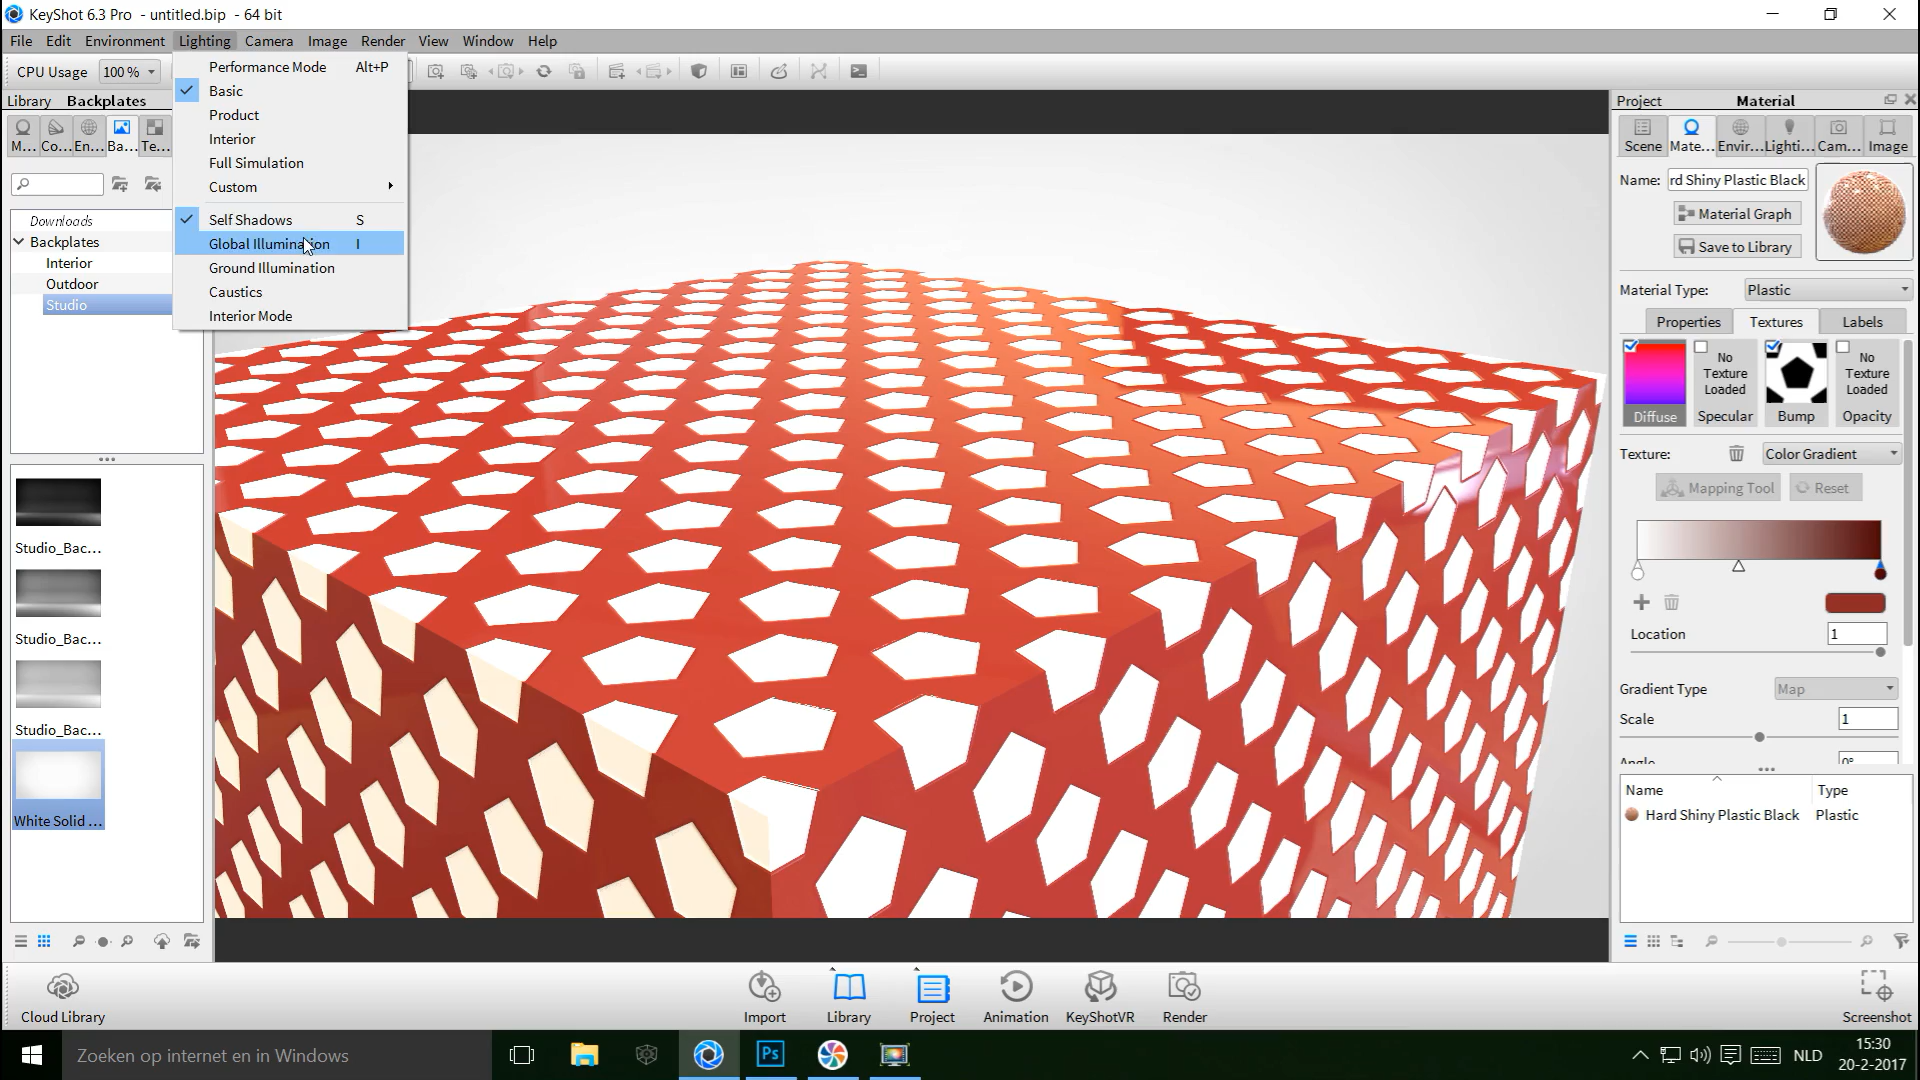 KeyShot 6.3 Pro - untitled.bip - 64 bit
File Edit Environment Lighting Camera Image Render View Window Help
CPU Usage 100 %
Performance Mode Alt+P
Basic
Product
Interior
Full Simulation
Custom
Self Shadows S
Global Illumination I
Ground Illumination
Caustics
Interior Mode
Library Backplates
M... Co... En... Ba... Te...
Downloads
Backplates
Interior
Outdoor
Studio
Studio_Bac...
Studio_Bac...
Studio_Bac...
White Solid ...
Project Material
Scene Mate... Envir... Lighti... Cam... Image
Name: rd Shiny Plastic Black
Material Graph
Save to Library
Material Type: Plastic
Properties Textures Labels
No Texture Loaded
No Texture Loaded
Diffuse Specular Bump Opacity
Texture: Color Gradient
Mapping Tool Reset
Location 1
Gradient Type Map
Scale 1
Angle 0°
Name Type
Hard Shiny Plastic Black Plastic
Cloud Library
Import Library Project Animation KeyShotVR Render
Screenshot
Zoeken op internet en in Windows
Ps
NLD
15:30
20-2-2017